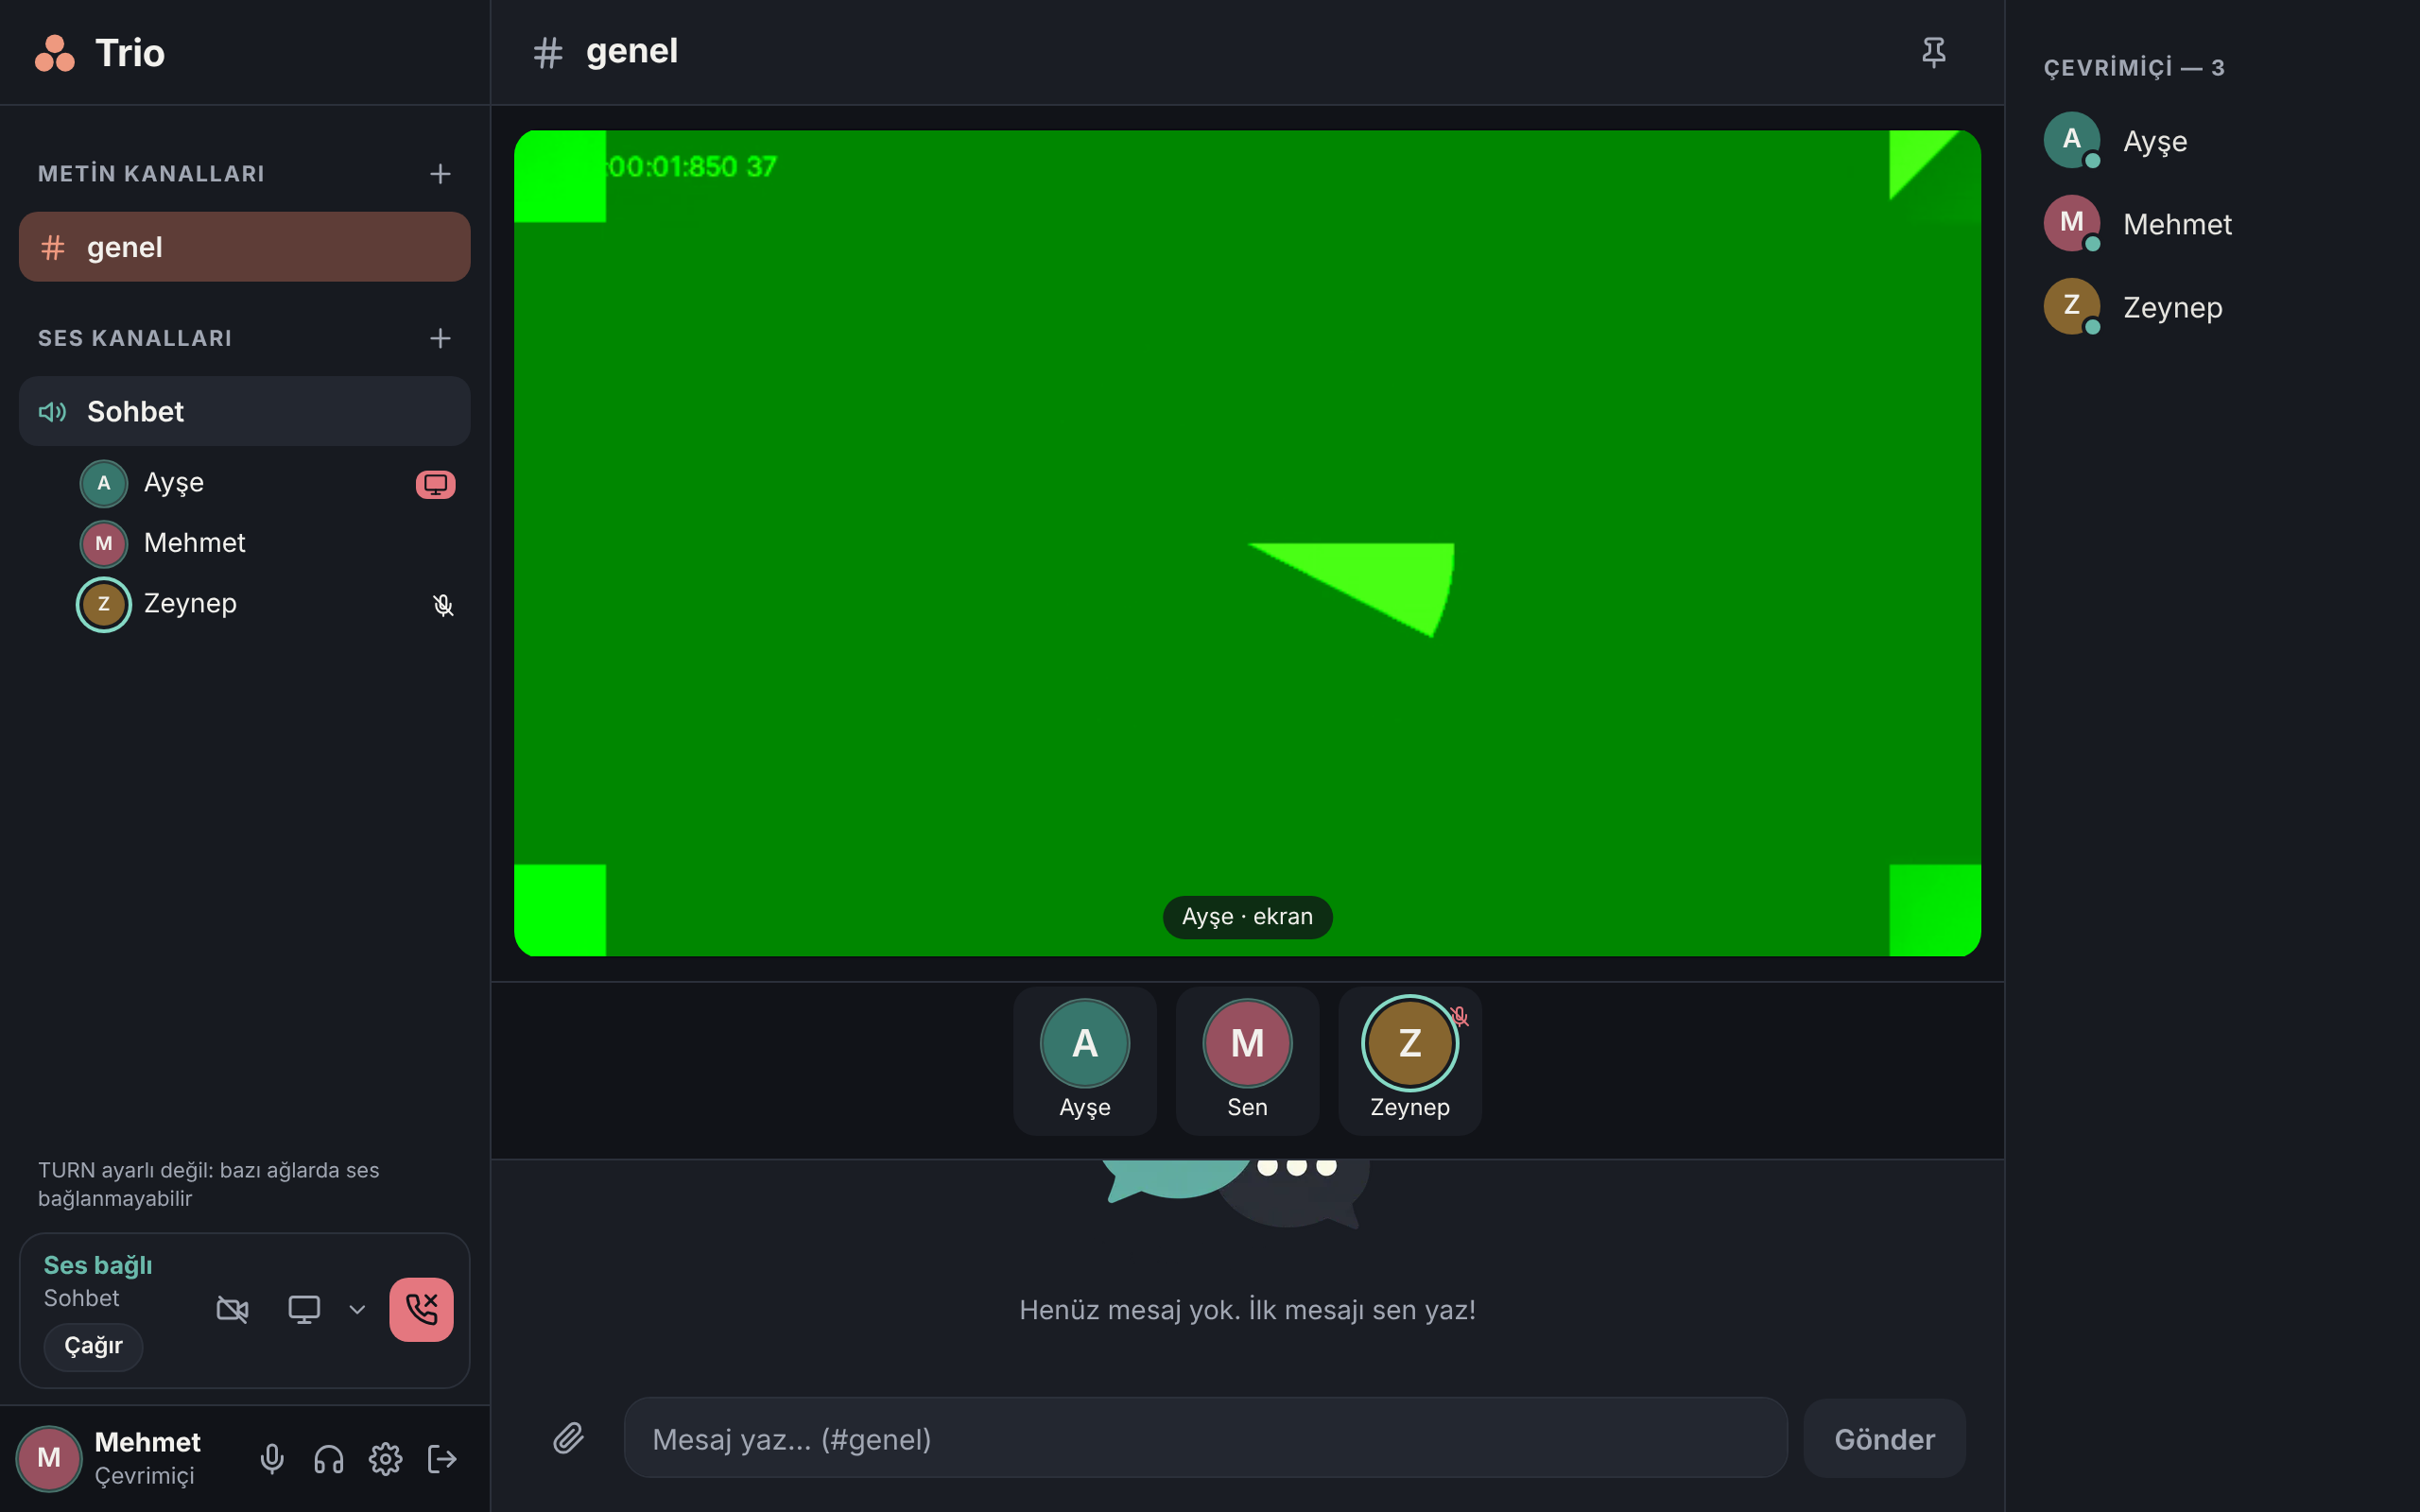 Trio
METİN KANALLARI
genel
SES KANALLARI
Sohbet
A Ayşe
M Mehmet
Z Zeynep
TURN ayarlı değil: bazı ağlarda ses
bağlanmayabilir
Ses bağlı
Sohbet
Çağır
M Mehmet
Çevrimiçi
# genel
:00:01:850 37
Ayşe · ekran
A
Ayşe
M
Sen
Z
Zeynep
Henüz mesaj yok. İlk mesajı sen yaz!
Mesaj yaz... (#genel)
Gönder
ÇEVRİMİÇİ — 3
A Ayşe
M Mehmet
Z Zeynep